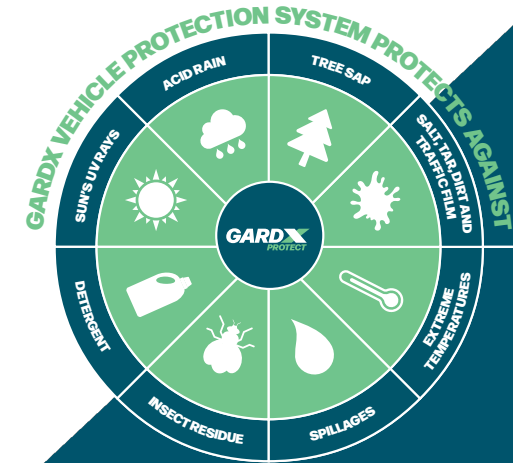 GARDX VEHICLE PROTECTION SYSTEM PROTECTS AGAINST
ACID RAIN
TREE SAP
SALT, TAR, DIRT AND
TRAFFIC FILM
EXTREME
TEMPERATURES
SPILLAGES
INSECT RESIDUE
DETERGENT
SUN'S UV RAYS
GARDX
PROTECT